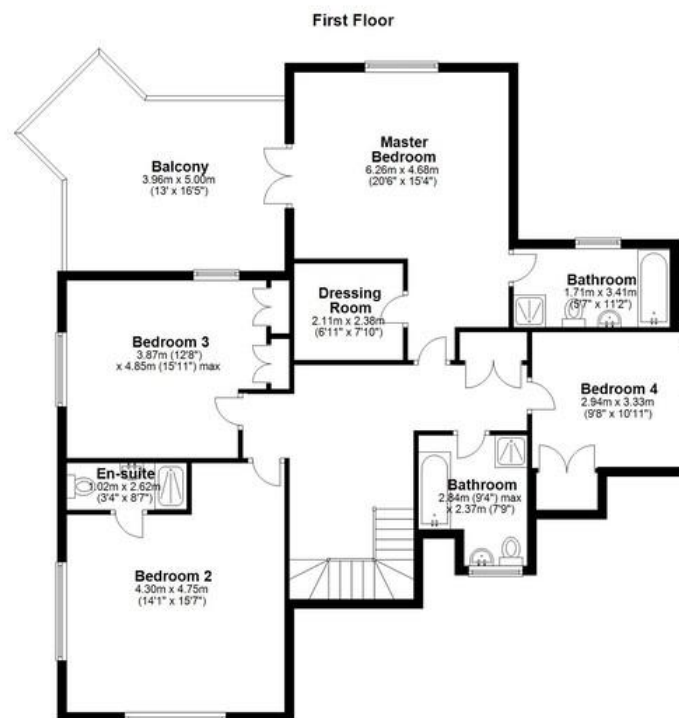 First Floor
Balcony
3.96m x 5.00m
(13' x 16'5")
Master
Bedroom
6.26m x 4.68m
(20'6" x 15'4")
Dressing
Room
2.11m x 2.38m
(6'11" x 7'10")
Bathroom
1.71m x 3.41m
(5'7" x 11'2")
Bedroom 3
3.87m (12'8")
x 4.85m (15'11") max
Bedroom 4
2.94m x 3.33m
(9'8" x 10'11")
En-suite
1.02m x 2.62m
(3'4" x 8'7")
Bathroom
2.84m (9'4") max
x 2.37m (7'9")
Bedroom 2
4.30m x 4.75m
(14'1" x 15'7")